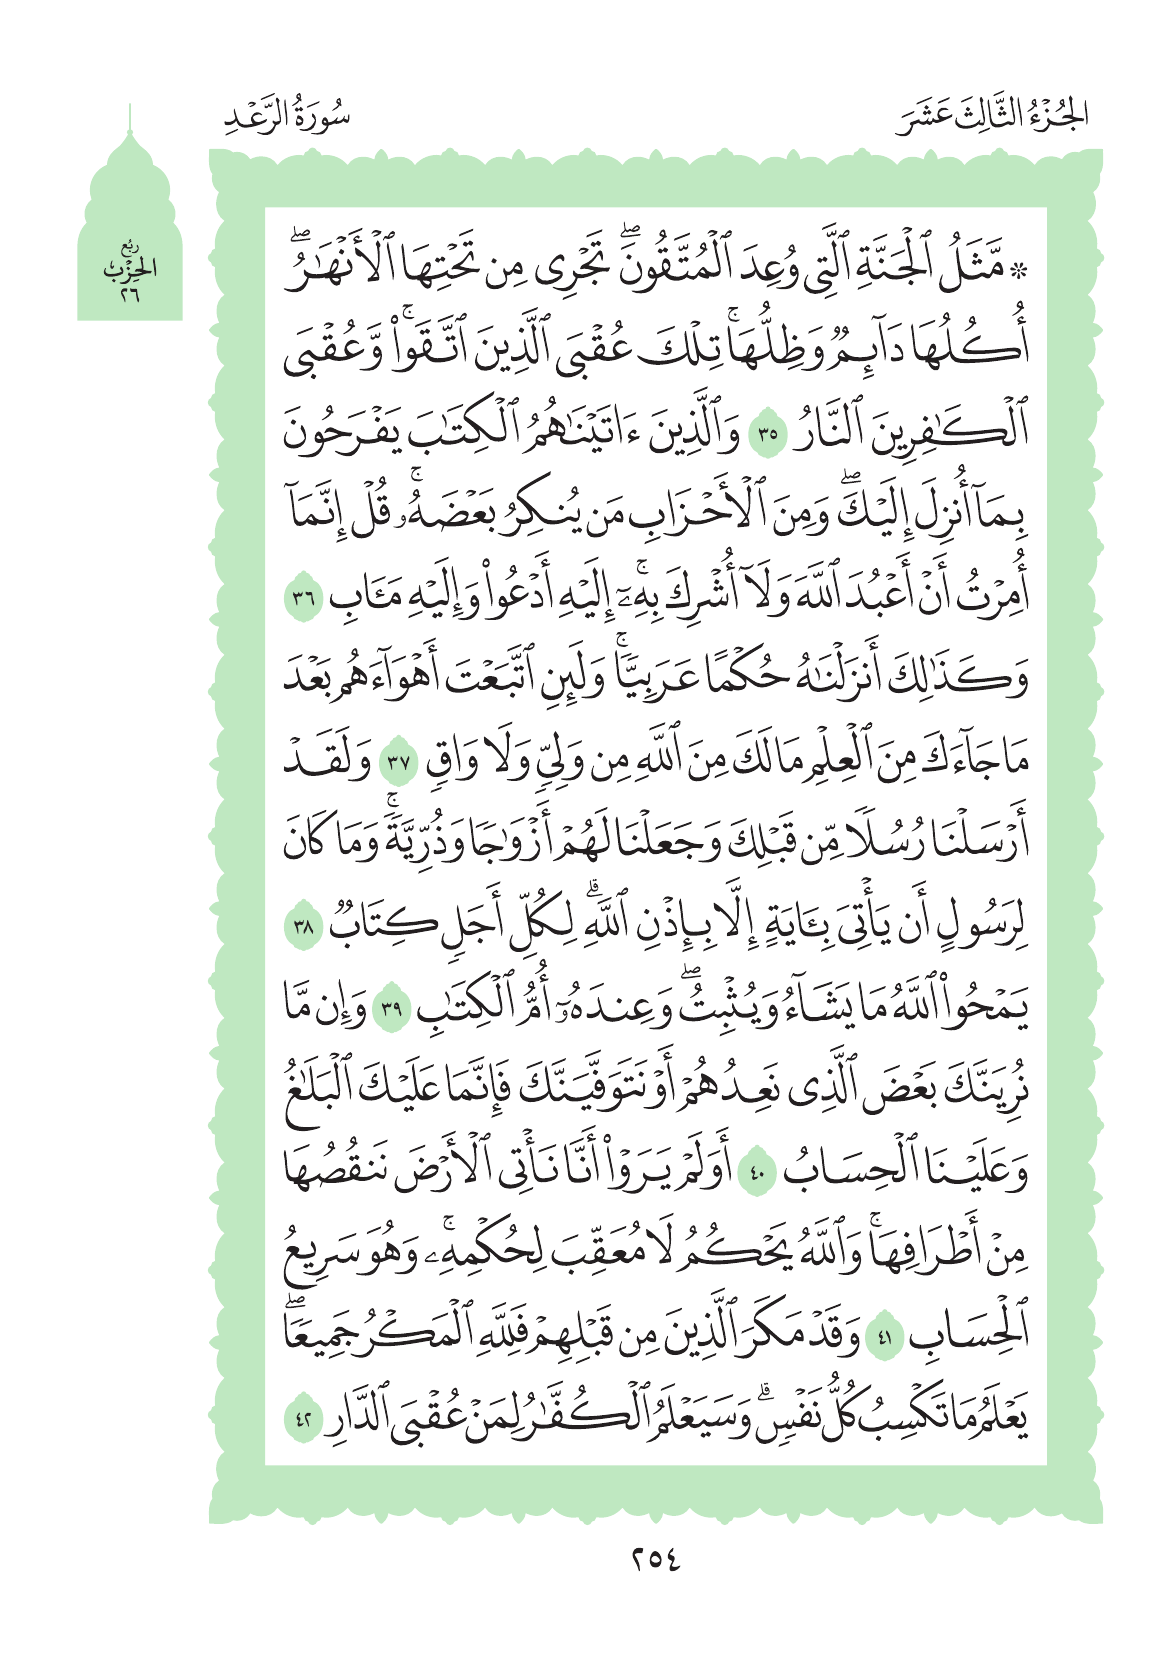 الجُزْءُ الثَّالِثَ عَشَرَ
سُورَةُ الرَّعْدِ
رُبْع
الحِزْبِ
٢٦
۞ مَّثَلُ ٱلْجَنَّةِ ٱلَّتِى وُعِدَ ٱلْمُتَّقُونَۖ تَجْرِى مِن تَحْتِهَا ٱلْأَنْهَٰرُۖ
أُكُلُهَا دَآئِمٌ وَظِلُّهَاۚ تِلْكَ عُقْبَى ٱلَّذِينَ ٱتَّقَوا۟ۚ وَّعُقْبَى
ٱلْكَٰفِرِينَ ٱلنَّارُ ٣٥ وَٱلَّذِينَ ءَاتَيْنَٰهُمُ ٱلْكِتَٰبَ يَفْرَحُونَ
بِمَآ أُنزِلَ إِلَيْكَۖ وَمِنَ ٱلْأَحْزَابِ مَن يُنكِرُ بَعْضَهُۥۚ قُلْ إِنَّمَآ
أُمِرْتُ أَنْ أَعْبُدَ ٱللَّهَ وَلَآ أُشْرِكَ بِهِۦٓۚ إِلَيْهِ أَدْعُوا۟ وَإِلَيْهِ مَـَٔابِ ٣٦
وَكَذَٰلِكَ أَنزَلْنَٰهُ حُكْمًا عَرَبِيًّاۚ وَلَئِنِ ٱتَّبَعْتَ أَهْوَآءَهُم بَعْدَ
مَا جَآءَكَ مِنَ ٱلْعِلْمِ مَا لَكَ مِنَ ٱللَّهِ مِن وَلِىٍّ وَلَا وَاقٍ ٣٧ وَلَقَدْ
أَرْسَلْنَا رُسُلًا مِّن قَبْلِكَ وَجَعَلْنَا لَهُمْ أَزْوَٰجًا وَذُرِّيَّةًۚ وَمَا كَانَ
لِرَسُولٍ أَن يَأْتِىَ بِـَٔايَةٍ إِلَّا بِإِذْنِ ٱللَّهِۗ لِكُلِّ أَجَلٍ كِتَابٌ ٣٨
يَمْحُوا۟ ٱللَّهُ مَا يَشَآءُ وَيُثْبِتُۖ وَعِندَهُۥٓ أُمُّ ٱلْكِتَٰبِ ٣٩ وَإِن مَّا
نُرِيَنَّكَ بَعْضَ ٱلَّذِى نَعِدُهُمْ أَوْ نَتَوَفَّيَنَّكَ فَإِنَّمَا عَلَيْكَ ٱلْبَلَٰغُ
وَعَلَيْنَا ٱلْحِسَابُ ٤٠ أَوَلَمْ يَرَوْا۟ أَنَّا نَأْتِى ٱلْأَرْضَ نَنقُصُهَا
مِنْ أَطْرَافِهَاۚ وَٱللَّهُ يَحْكُمُ لَا مُعَقِّبَ لِحُكْمِهِۦۚ وَهُوَ سَرِيعُ
ٱلْحِسَابِ ٤١ وَقَدْ مَكَرَ ٱلَّذِينَ مِن قَبْلِهِمْ فَلِلَّهِ ٱلْمَكْرُ جَمِيعًاۖ
يَعْلَمُ مَا تَكْسِبُ كُلُّ نَفْسٍۗ وَسَيَعْلَمُ ٱلْكُفَّٰرُ لِمَنْ عُقْبَى ٱلدَّارِ ٤٢
٢٥٤